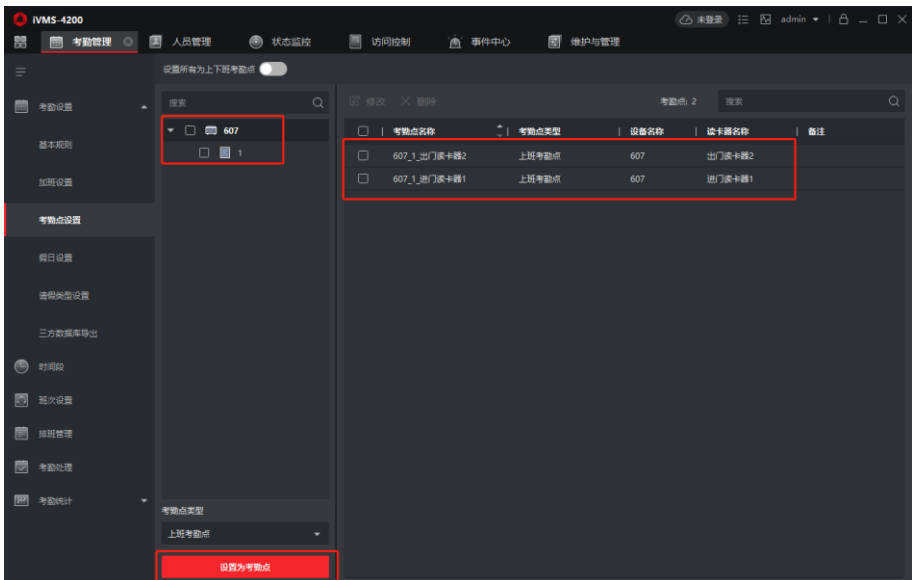 iVMS-4200
未登录 admin
考勤管理 人员管理 状态监控 访问控制 事件中心 维护与管理
设置所有为上下班考勤点
考勤设置
基本规则
加班设置
考勤点设置
假日设置
请假类型设置
三方数据库导出
时间段
班次设置
排班管理
考勤处理
考勤统计
搜索
607
1
考勤点类型
上班考勤点
设置为考勤点
修改 删除 考勤点: 2 搜索
考勤点名称 考勤点类型 设备名称 读卡器名称 备注
607_1_出门读卡器2 上班考勤点 607 出门读卡器2
607_1_进门读卡器1 上班考勤点 607 进门读卡器1